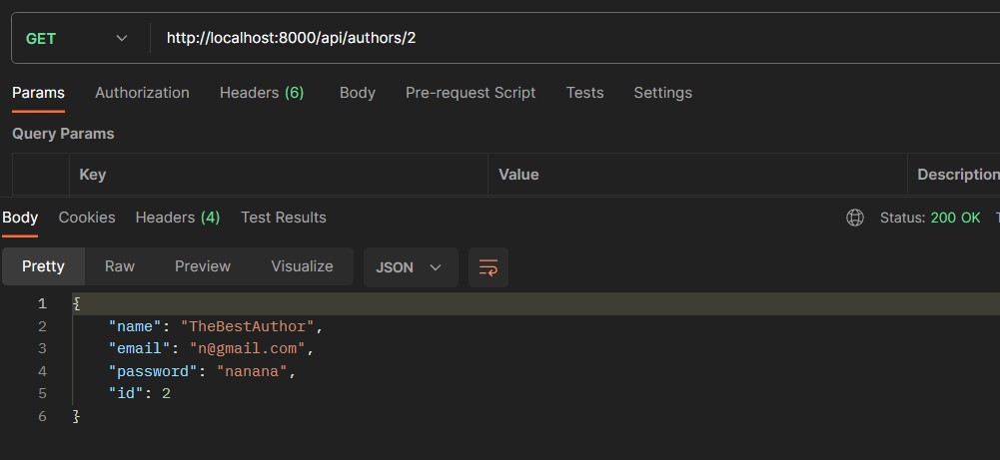 GET http://localhost:8000/api/authors/2
Params Authorization Headers (6) Body Pre-request Script Tests Settings
Query Params
Key Value Description
Body Cookies Headers (4) Test Results Status: 200 OK
Pretty Raw Preview Visualize JSON
1 {
2 "name": "TheBestAuthor",
3 "email": "n@gmail.com",
4 "password": "nanana",
5 "id": 2
6 }